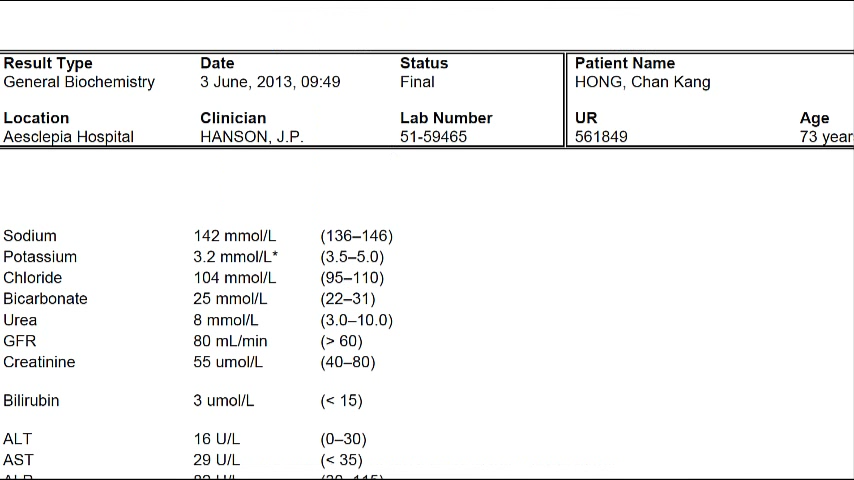 Result Type Date Status Patient Name
General Biochemistry 3 June, 2013, 09:49 Final HONG, Chan Kang
Location Clinician Lab Number UR Age
Aesclepia Hospital HANSON, J.P. 51-59465 561849 73 year
Sodium 142 mmol/L (136–146)
Potassium 3.2 mmol/L* (3.5–5.0)
Chloride 104 mmol/L (95–110)
Bicarbonate 25 mmol/L (22–31)
Urea 8 mmol/L (3.0–10.0)
GFR 80 mL/min (> 60)
Creatinine 55 umol/L (40–80)
Bilirubin 3 umol/L (< 15)
ALT 16 U/L (0–30)
AST 29 U/L (< 35)